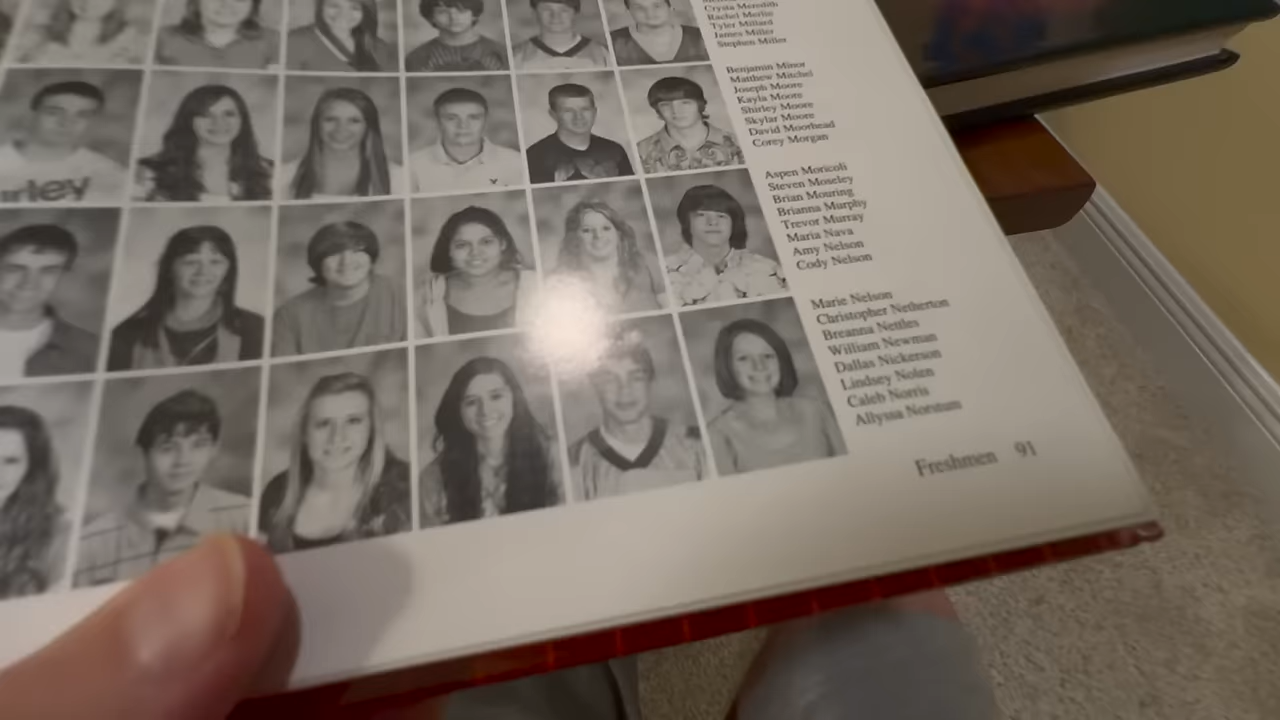 Crysta Meredith
Rachel Merlin
Tyler Millard
James Miller
Stephen Miller
Benjamin Minor
Matthew Mitchel
Joseph Moore
Kayla Moore
Shirley Moore
Skylar Moore
David Moorhead
Corey Morgan
Aspen Moricoli
Steven Moseley
Brian Mouring
Brianna Murphy
Trevor Murray
Maria Nava
Amy Nelson
Cody Nelson
Marie Nelson
Christopher Netherton
Breanna Nettles
William Newman
Dallas Nickerson
Lindsey Nolen
Caleb Norris
Allyssa Norstum
Freshmen 91